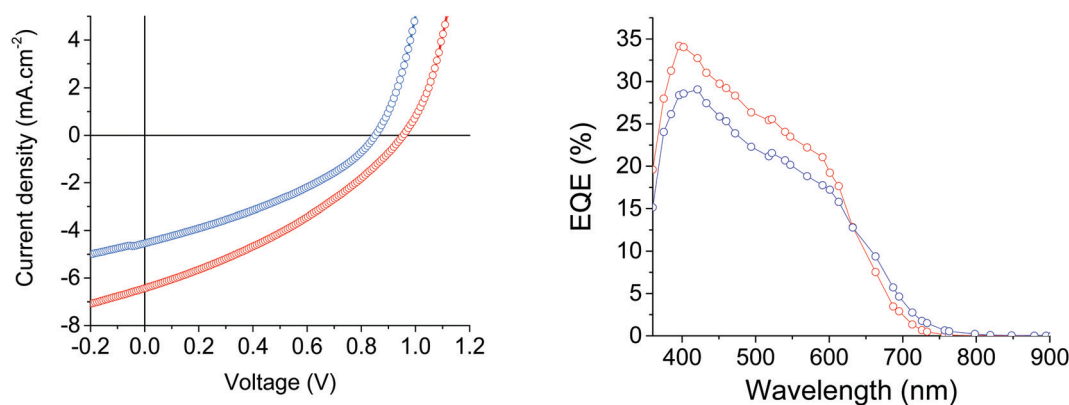 4
2
0
-2
-4
-6
-8
-0.2 0.0 0.2 0.4 0.6 0.8 1.0 1.2
Current density (mA.cm-2)
Voltage (V)
35
30
25
20
15
10
5
0
400 500 600 700 800 900
EQE (%)
Wavelength (nm)